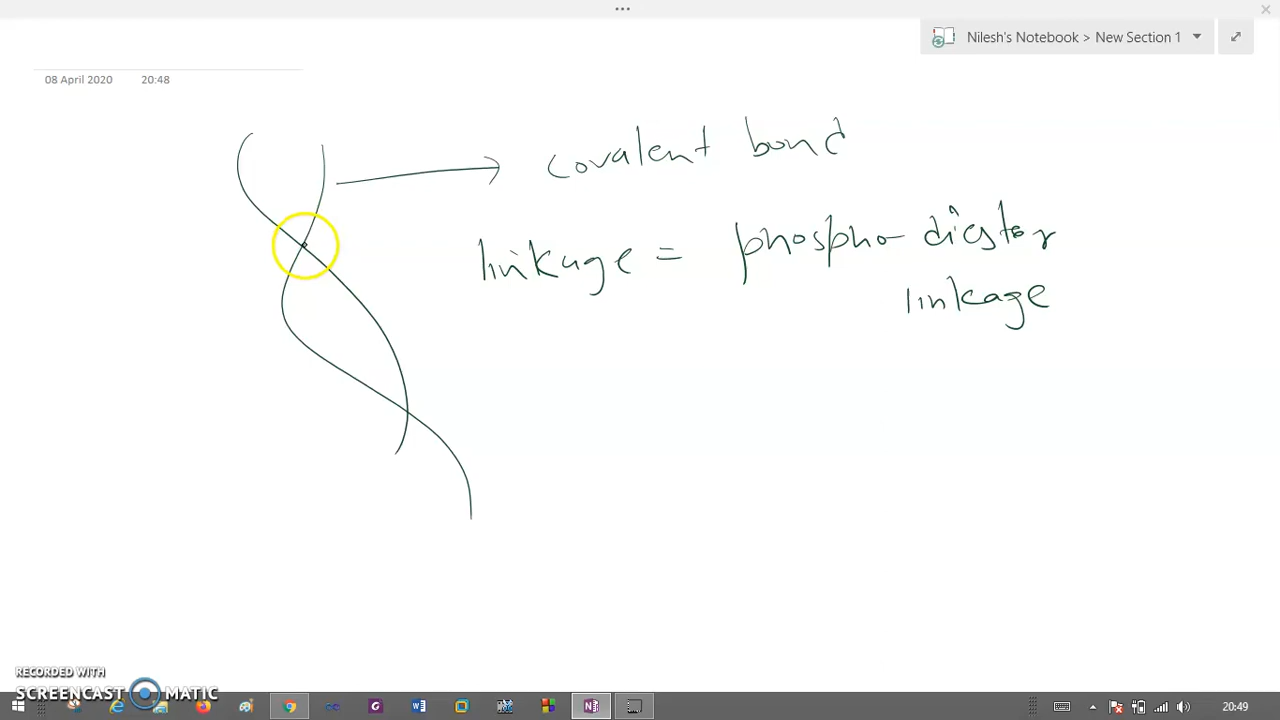 Nilesh's Notebook > New Section 1
08 April 2020 20:48
covalent bond
linkage = phospho-diester
linkage
RECORDED WITH
SCREENCAST MATIC
20:49